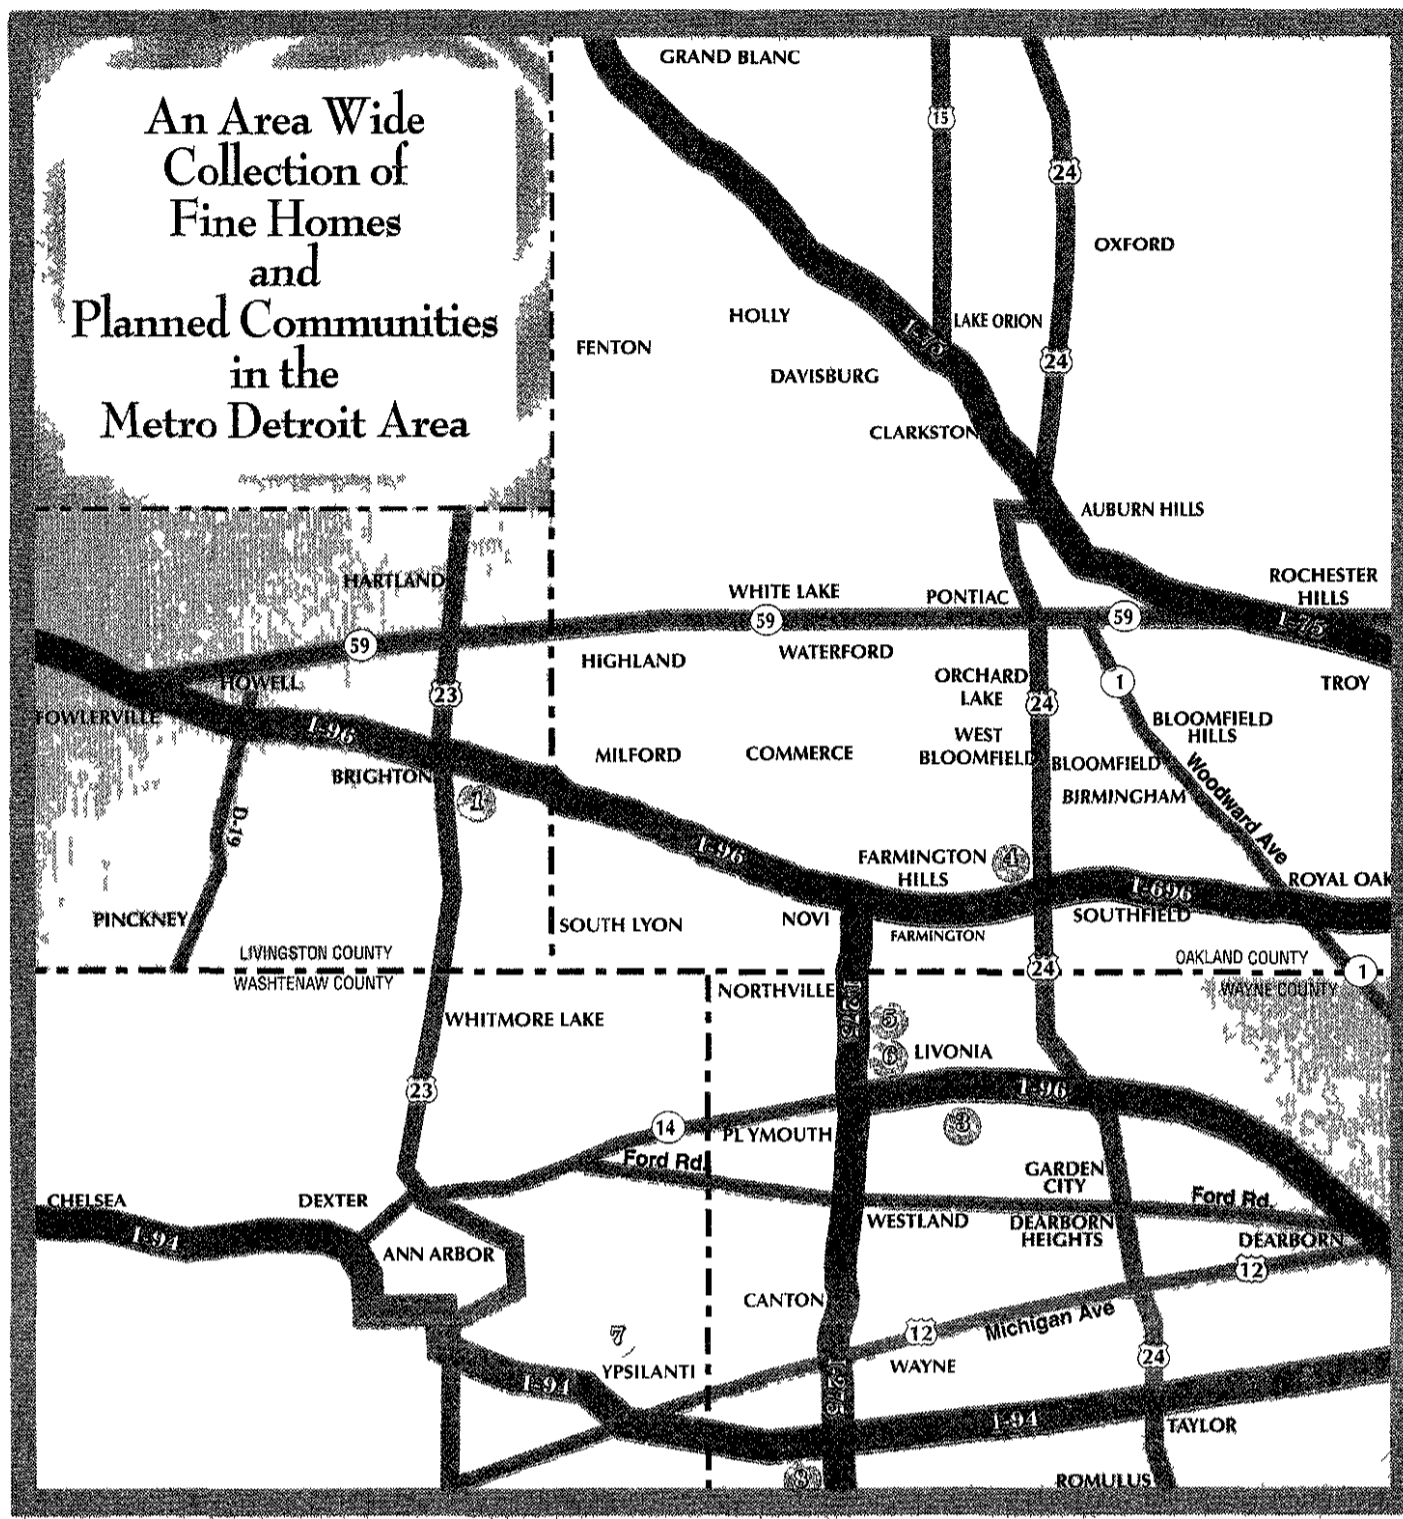 An Area Wide
Collection of
Fine Homes
and
Planned Communities
in the
Metro Detroit Area
GRAND BLANC
15
24
OXFORD
HOLLY
LAKE ORION
I-75
FENTON
24
DAVISBURG
CLARKSTON
AUBURN HILLS
HARTLAND
ROCHESTER
HILLS
WHITE LAKE
PONTIAC
59
59
59
I-75
HIGHLAND
WATERFORD
HOWELL
23
ORCHARD
LAKE
24
1
TROY
FOWLERVILLE
I-96
BLOOMFIELD
HILLS
WEST
BLOOMFIELD
MILFORD
COMMERCE
BLOOMFIELD
BRIGHTON
1
BIRMINGHAM
Woodward Ave
D-19
I-96
FARMINGTON
HILLS
4
I-696
ROYAL OAK
PINCKNEY
SOUTH LYON
NOVI
SOUTHFIELD
FARMINGTON
LIVINGSTON COUNTY
OAKLAND COUNTY
24
1
WASHTENAW COUNTY
NORTHVILLE
WAYNE COUNTY
I-275
WHITMORE LAKE
5
6
LIVONIA
23
I-96
14
PLYMOUTH
3
Ford Rd.
GARDEN
CITY
CHELSEA
DEXTER
Ford Rd.
WESTLAND
DEARBORN
HEIGHTS
I-94
ANN ARBOR
DEARBORN
12
CANTON
Michigan Ave
7
12
YPSILANTI
WAYNE
24
I-94
I-275
I-94
TAYLOR
8
ROMULUS